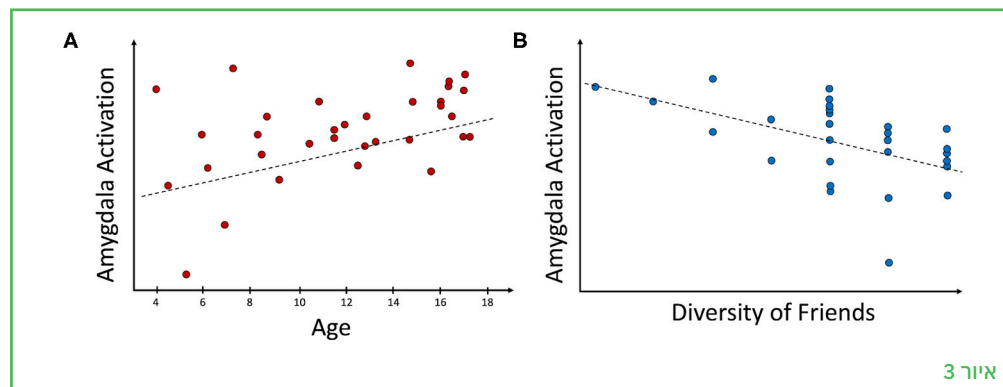 A
Amygdala Activation
4 6 8 10 12 14 16 18
Age
B
Amygdala Activation
Diversity of Friends
איור 3